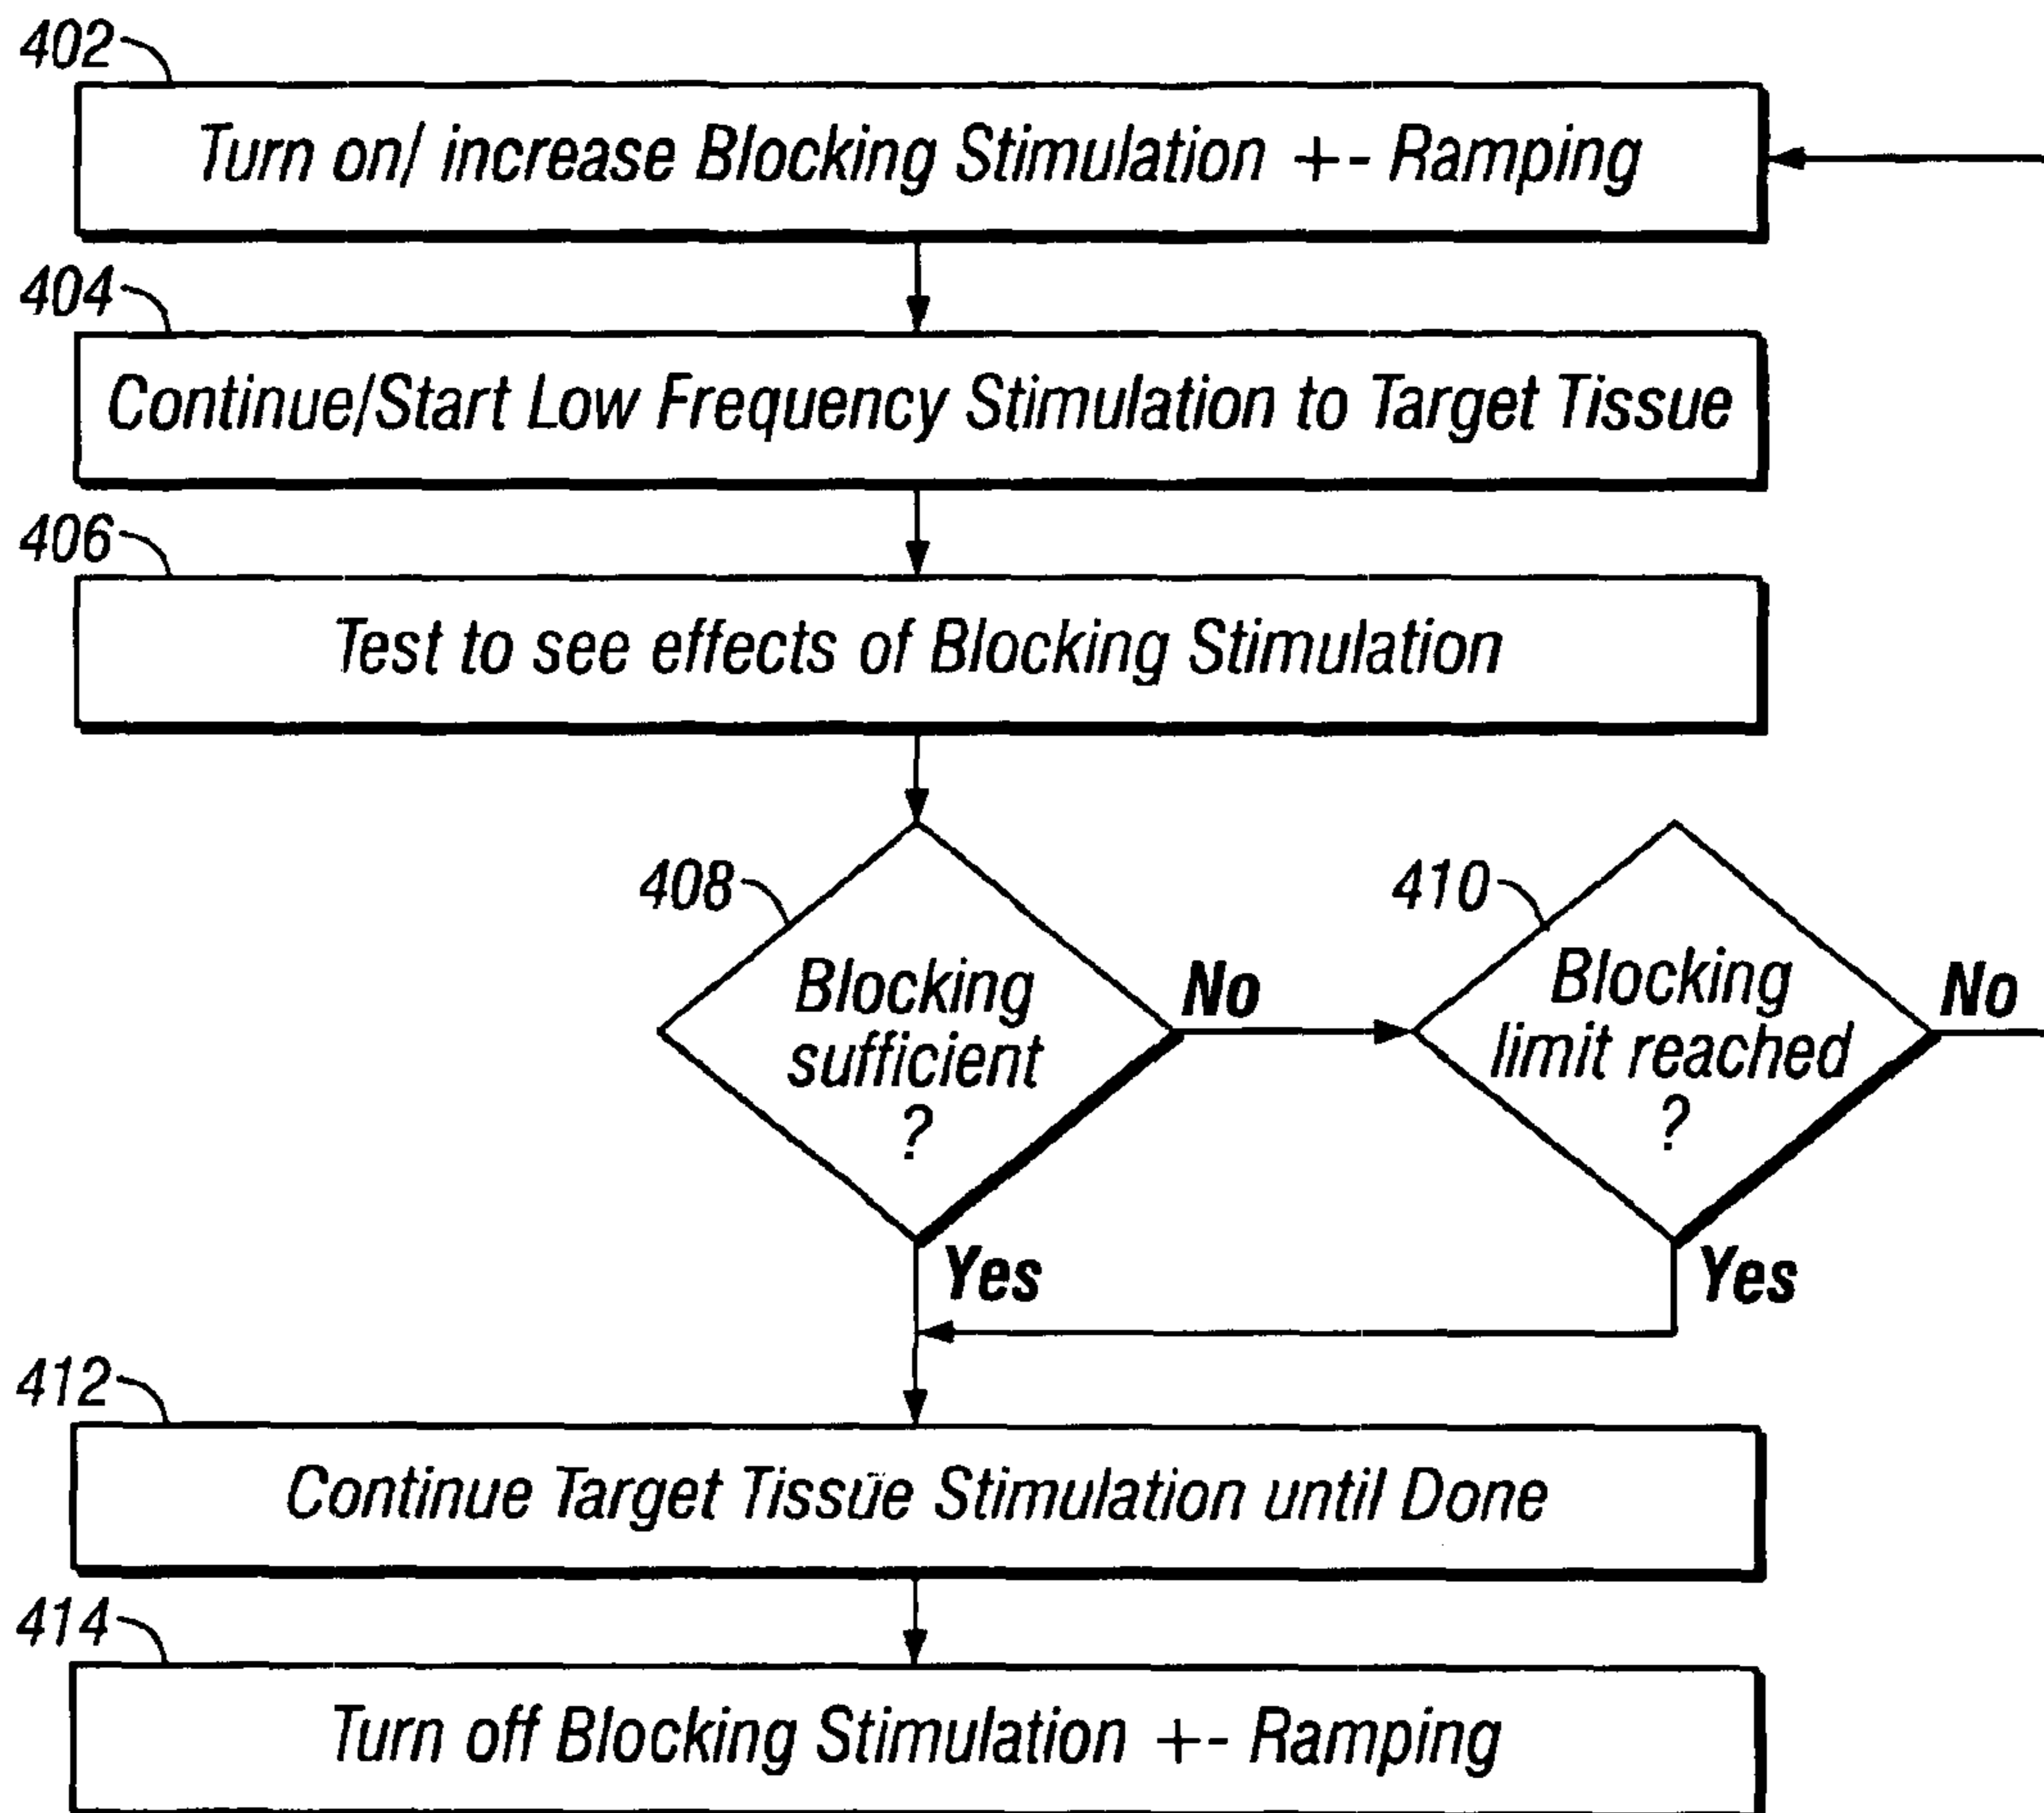 402
Turn on/ increase Blocking Stimulation +- Ramping
404
Continue/Start Low Frequency Stimulation to Target Tissue
406
Test to see effects of Blocking Stimulation
408
Blocking
sufficient
?
No
Yes
410
Blocking
limit reached
?
No
Yes
412
Continue Target Tissue Stimulation until Done
414
Turn off Blocking Stimulation +- Ramping